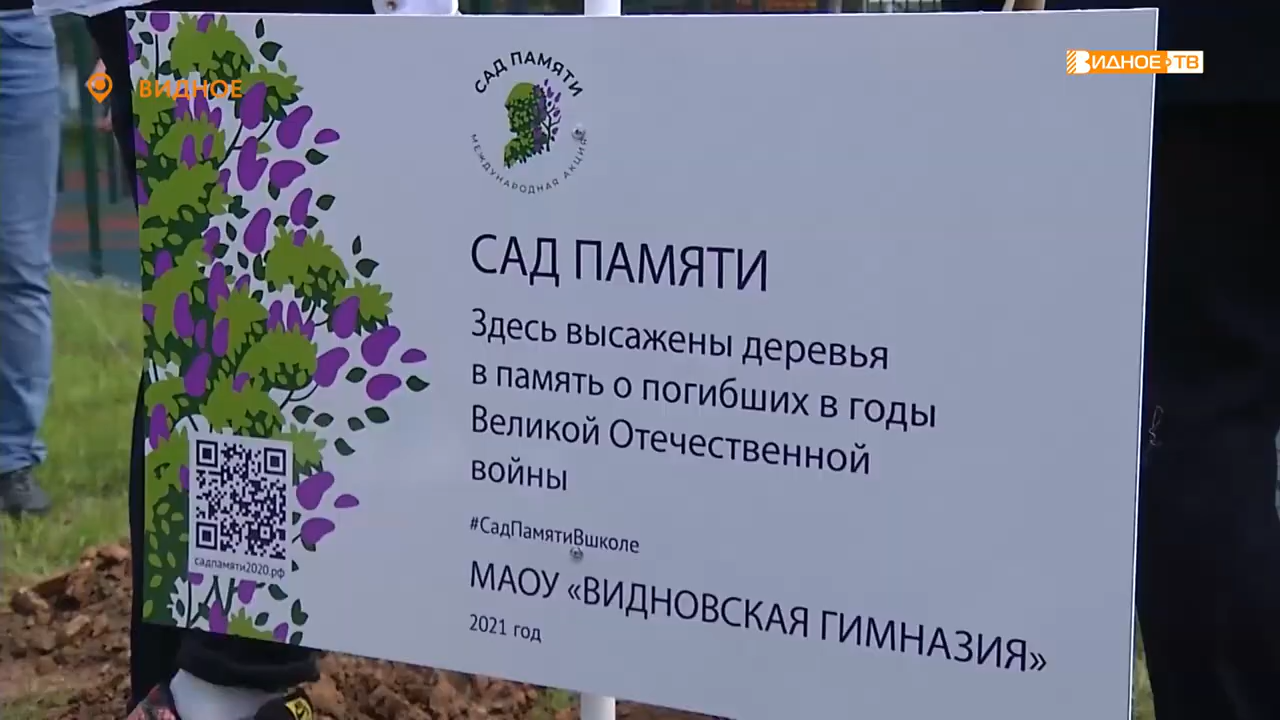 ВИДНОЕ
ВИДНОЕ ТВ
САД ПАМЯТИ
МЕЖДУНАРОДНАЯ АКЦИЯ
САД ПАМЯТИ
Здесь высажены деревья
в память о погибших в годы
Великой Отечественной
войны
#СадПамятиВшколе
МАОУ «ВИДНОВСКАЯ ГИМНАЗИЯ»
2021 год
садпамяти2020.рф